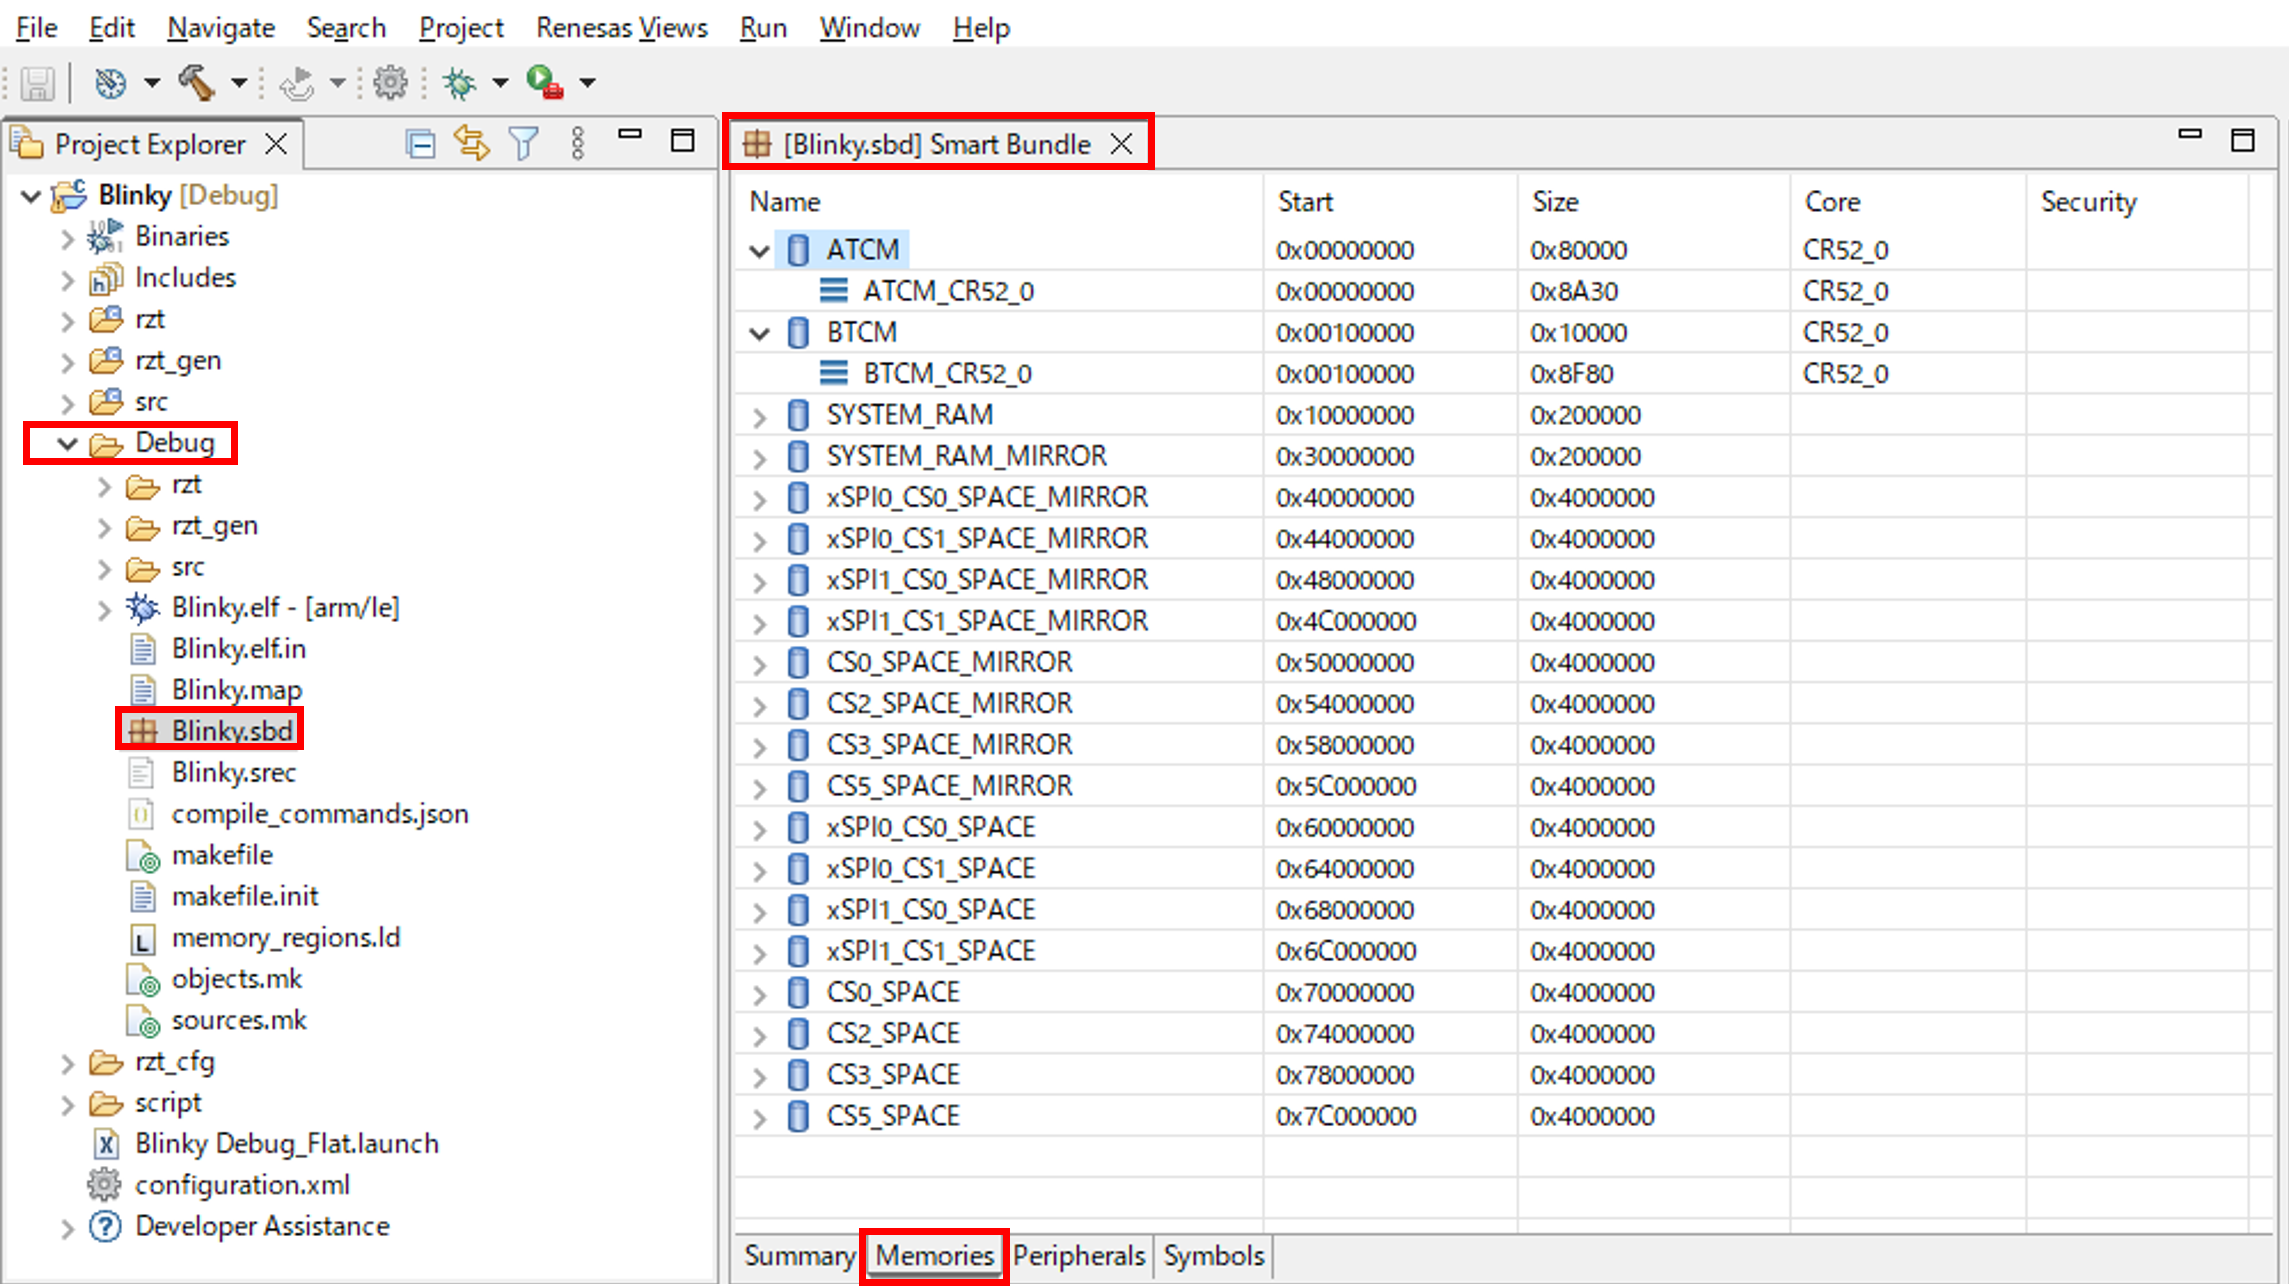 File Edit Navigate Search Project Renesas Views Run Window Help
Project Explorer
Blinky [Debug]
Binaries
Includes
rzt
rzt_gen
src
Debug
rzt
rzt_gen
src
Blinky.elf - [arm/le]
Blinky.elf.in
Blinky.map
Blinky.sbd
Blinky.srec
compile_commands.json
makefile
makefile.init
memory_regions.ld
objects.mk
sources.mk
rzt_cfg
script
Blinky Debug_Flat.launch
configuration.xml
Developer Assistance
[Blinky.sbd] Smart Bundle
Name Start Size Core Security
ATCM 0x00000000 0x80000 CR52_0
ATCM_CR52_0 0x00000000 0x8A30 CR52_0
BTCM 0x00100000 0x10000 CR52_0
BTCM_CR52_0 0x00100000 0x8F80 CR52_0
SYSTEM_RAM 0x10000000 0x200000
SYSTEM_RAM_MIRROR 0x30000000 0x200000
xSPI0_CS0_SPACE_MIRROR 0x40000000 0x4000000
xSPI0_CS1_SPACE_MIRROR 0x44000000 0x4000000
xSPI1_CS0_SPACE_MIRROR 0x48000000 0x4000000
xSPI1_CS1_SPACE_MIRROR 0x4C000000 0x4000000
CS0_SPACE_MIRROR 0x50000000 0x4000000
CS2_SPACE_MIRROR 0x54000000 0x4000000
CS3_SPACE_MIRROR 0x58000000 0x4000000
CS5_SPACE_MIRROR 0x5C000000 0x4000000
xSPI0_CS0_SPACE 0x60000000 0x4000000
xSPI0_CS1_SPACE 0x64000000 0x4000000
xSPI1_CS0_SPACE 0x68000000 0x4000000
xSPI1_CS1_SPACE 0x6C000000 0x4000000
CS0_SPACE 0x70000000 0x4000000
CS2_SPACE 0x74000000 0x4000000
CS3_SPACE 0x78000000 0x4000000
CS5_SPACE 0x7C000000 0x4000000
Summary Memories Peripherals Symbols